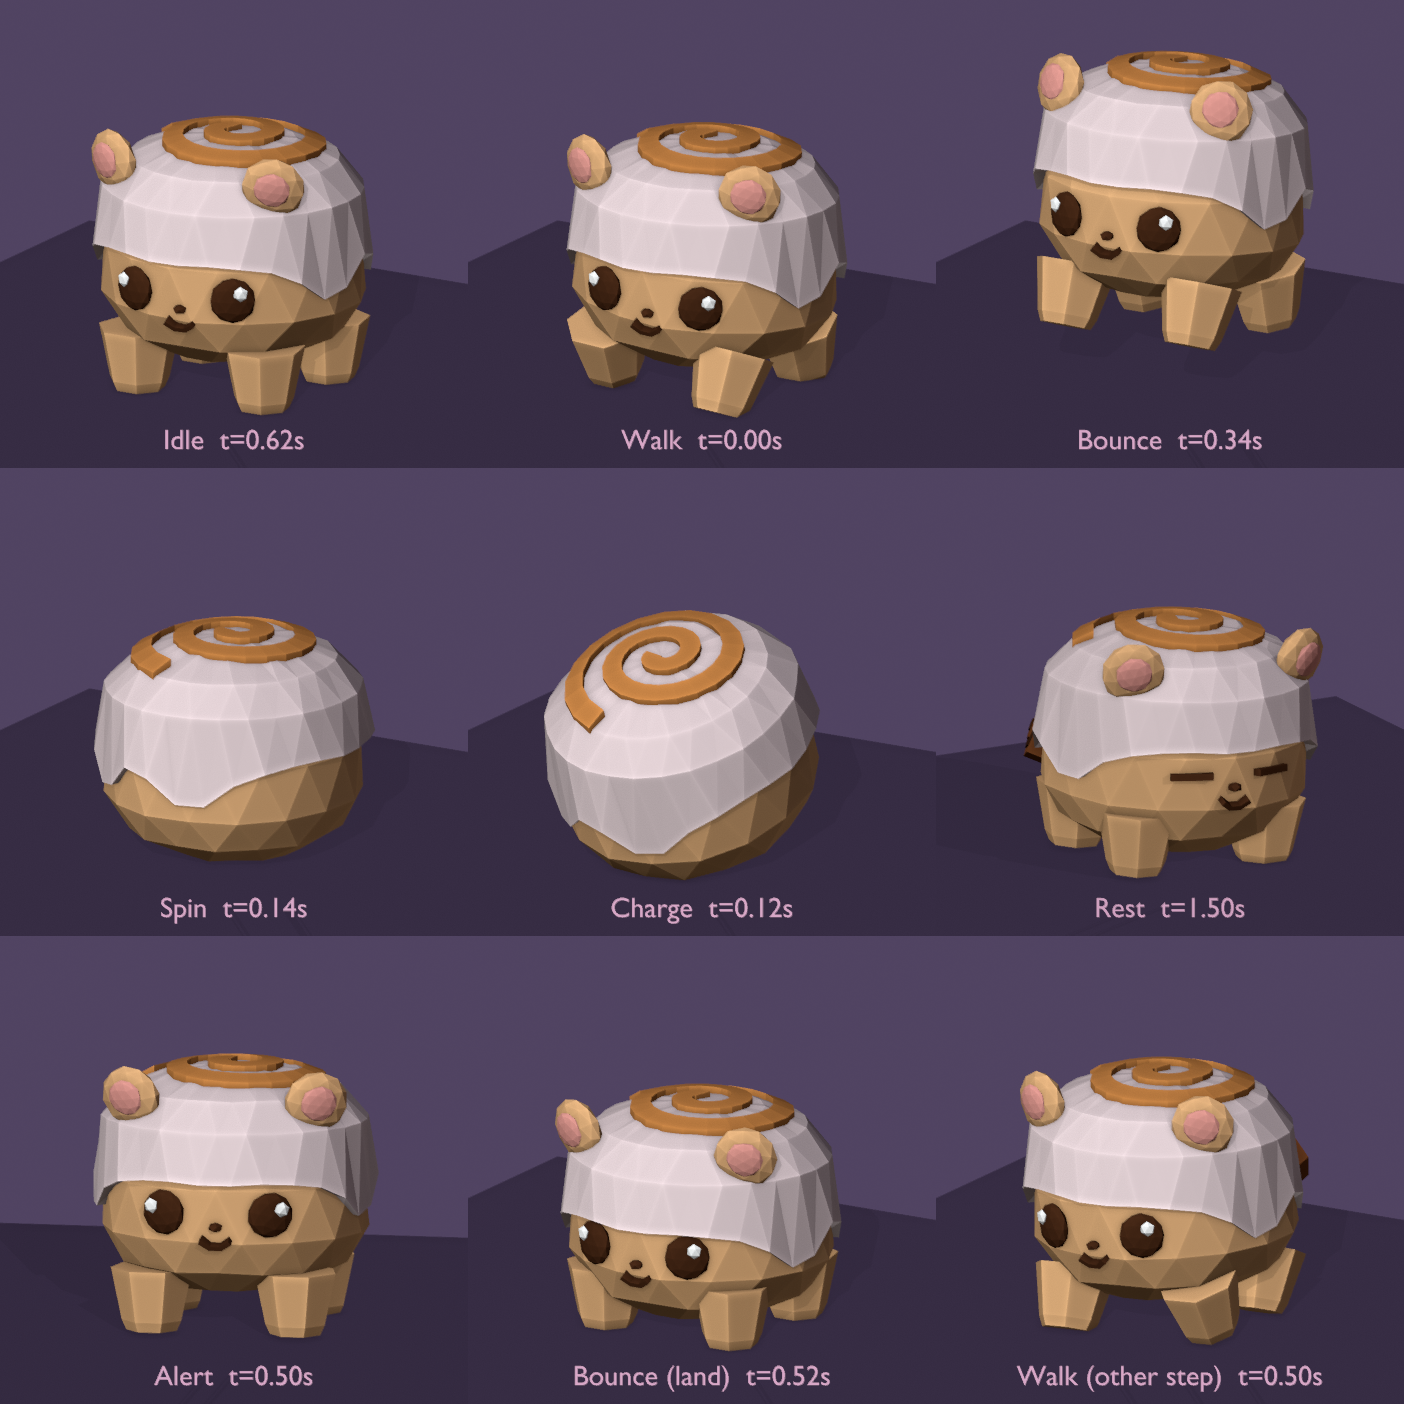 Idle t=0.62s
Walk t=0.00s
Bounce t=0.34s
Spin t=0.14s
Charge t=0.12s
Rest t=1.50s
Alert t=0.50s
Bounce (land) t=0.52s
Walk (other step) t=0.50s